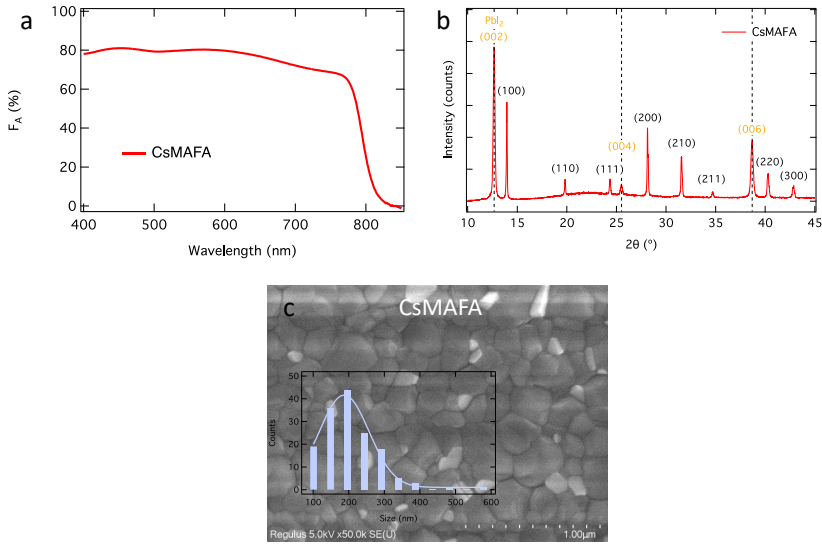 a
80
60
40
20
0
F_A (%)
CsMAFA
400 500 600 700 800
Wavelength (nm)
b
PbI₂
(002)
(100)
(110)
(111)
(004)
(200)
(210)
(211)
(006)
(220)
(300)
CsMAFA
Intensity (counts)
10 15 20 25 30 35 40 45
2θ (°)
c
CsMAFA
50
40
30
20
10
0
Counts
100 200 300 400 500 600
Size (nm)
Regulus 5.0kV x50.0k SE(U)
1.00µm